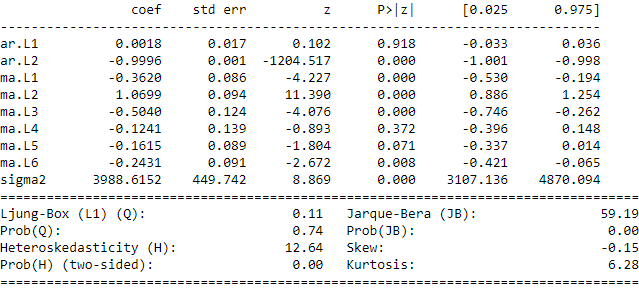 coef std err z P>|z| [0.025 0.975]
------------------------------------------------------------------------------
ar.L1 0.0018 0.017 0.102 0.918 -0.033 0.036
ar.L2 -0.9996 0.001 -1204.517 0.000 -1.001 -0.998
ma.L1 -0.3620 0.086 -4.227 0.000 -0.530 -0.194
ma.L2 1.0699 0.094 11.390 0.000 0.886 1.254
ma.L3 -0.5040 0.124 -4.076 0.000 -0.746 -0.262
ma.L4 -0.1241 0.139 -0.893 0.372 -0.396 0.148
ma.L5 -0.1615 0.089 -1.804 0.071 -0.337 0.014
ma.L6 -0.2431 0.091 -2.672 0.008 -0.421 -0.065
sigma2 3988.6152 449.742 8.869 0.000 3107.136 4870.094
==============================================================================
Ljung-Box (L1) (Q): 0.11 Jarque-Bera (JB): 59.19
Prob(Q): 0.74 Prob(JB): 0.00
Heteroskedasticity (H): 12.64 Skew: -0.15
Prob(H) (two-sided): 0.00 Kurtosis: 6.28
==============================================================================